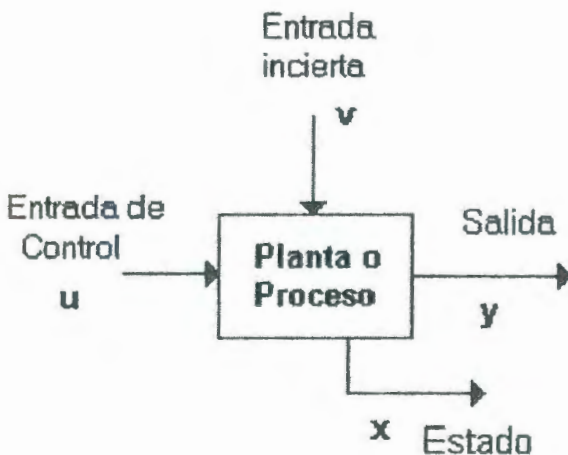 Entrada
incierta
v
Entrada de
Control
u
Planta o
Proceso
Salida
y
x
Estado